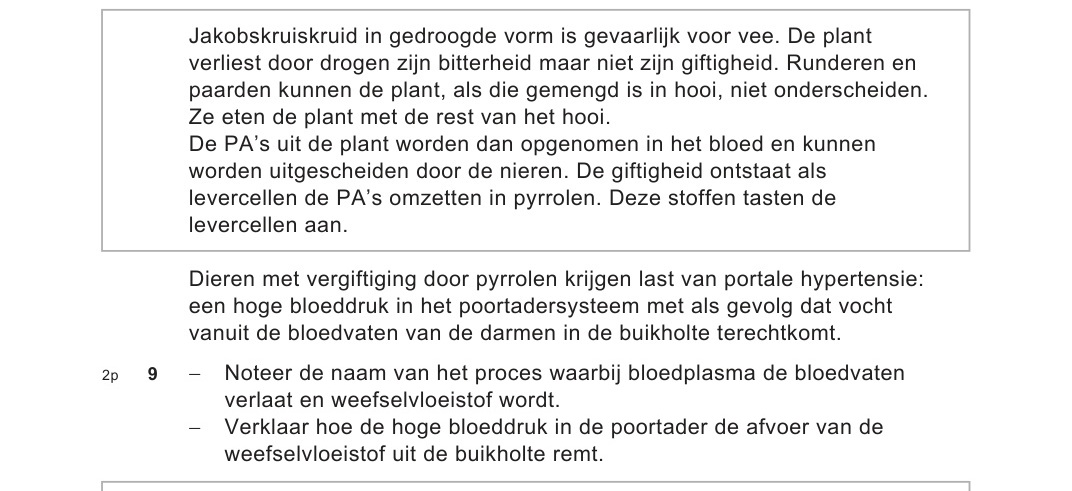 Jakobskruiskruid in gedroogde vorm is gevaarlijk voor vee. De plant
verliest door drogen zijn bitterheid maar niet zijn giftigheid. Runderen en
paarden kunnen de plant, als die gemengd is in hooi, niet onderscheiden.
Ze eten de plant met de rest van het hooi.
De PA's uit de plant worden dan opgenomen in het bloed en kunnen
worden uitgescheiden door de nieren. De giftigheid ontstaat als
levercellen de PA's omzetten in pyrrolen. Deze stoffen tasten de
levercellen aan.
Dieren met vergiftiging door pyrrolen krijgen last van portale hypertensie:
een hoge bloeddruk in het poortadersysteem met als gevolg dat vocht
vanuit de bloedvaten van de darmen in de buikholte terechtkomt.
2p 9 – Noteer de naam van het proces waarbij bloedplasma de bloedvaten
verlaat en weefselvloeistof wordt.
– Verklaar hoe de hoge bloeddruk in de poortader de afvoer van de
weefselvloeistof uit de buikholte remt.